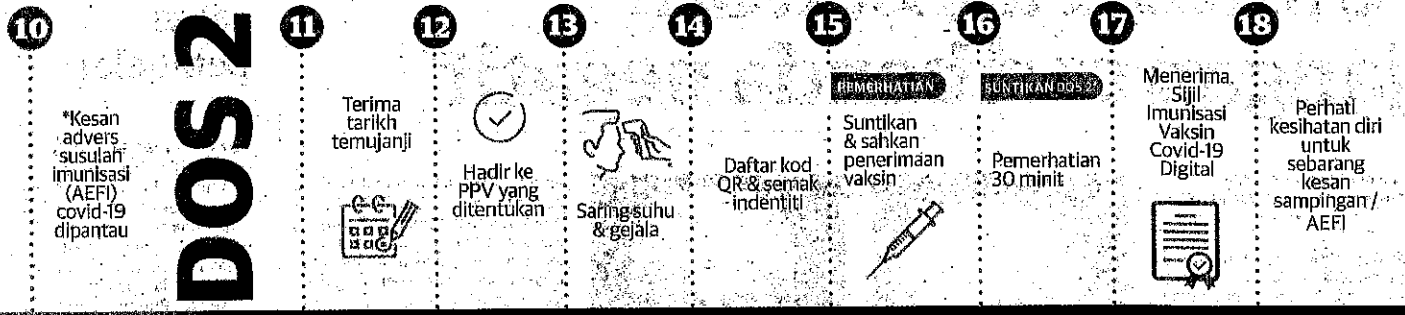 10
*Kesan
advers
susulan
imunisasi
(AEFI)
covid-19
dipantau
DOS 2
11
Terima
tarikh
temujanji
12
Hadir ke
PPV yang
ditentukan
13
Saring suhu
& gejala
14
Daftar kod
QR & semak
indentiti
15
PEMERHATIAN
Suntikan
& sahkan
penerimaan
vaksin
16
SUNTIKAN DOS 2
Pemerhatian
30 minit
17
Menerima
Sijil
Imunisasi
Vaksin
Covid-19
Digital
18
Perhati
kesihatan diri
untuk
sebarang
kesan
sampingan /
AEFI